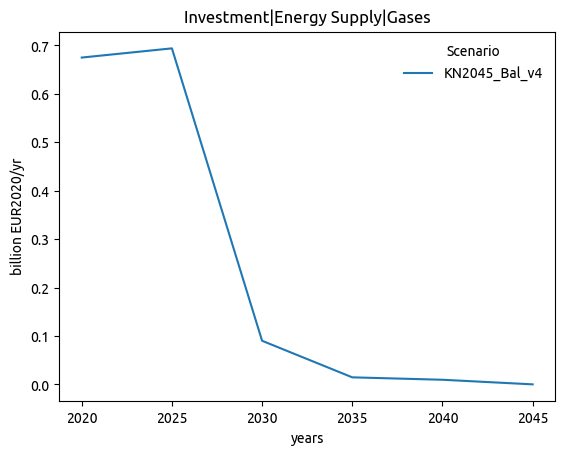 Investment|Energy Supply|Gases
Scenario
KN2045_Bal_v4
billion EUR2020/yr
0.7
0.6
0.5
0.4
0.3
0.2
0.1
0.0
2020 2025 2030 2035 2040 2045
years